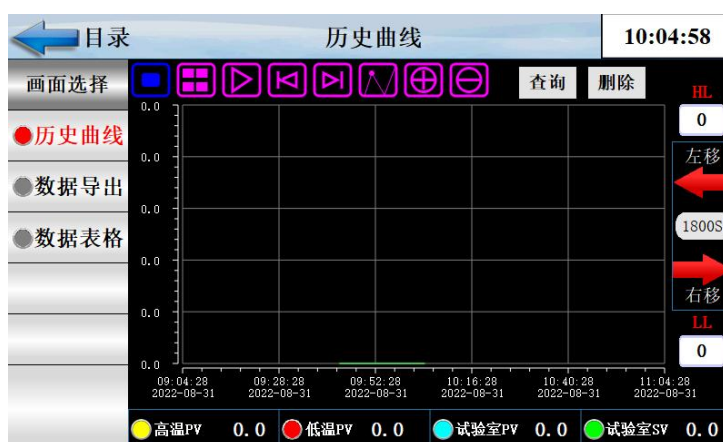 目录
历史曲线
10:04:58
画面选择
查询
删除
HL
0.0
0
历史曲线
0.0
左移
数据导出
0.0
1800S
数据表格
0.0
右移
0.0
LL
0
0.0
09:04:28 09:28:28 09:52:28 10:16:28 10:40:28 11:04:28
2022-08-31 2022-08-31 2022-08-31 2022-08-31 2022-08-31 2022-08-31
高温PV 0.0 低温PV 0.0 试验室PV 0.0 试验室SV 0.0